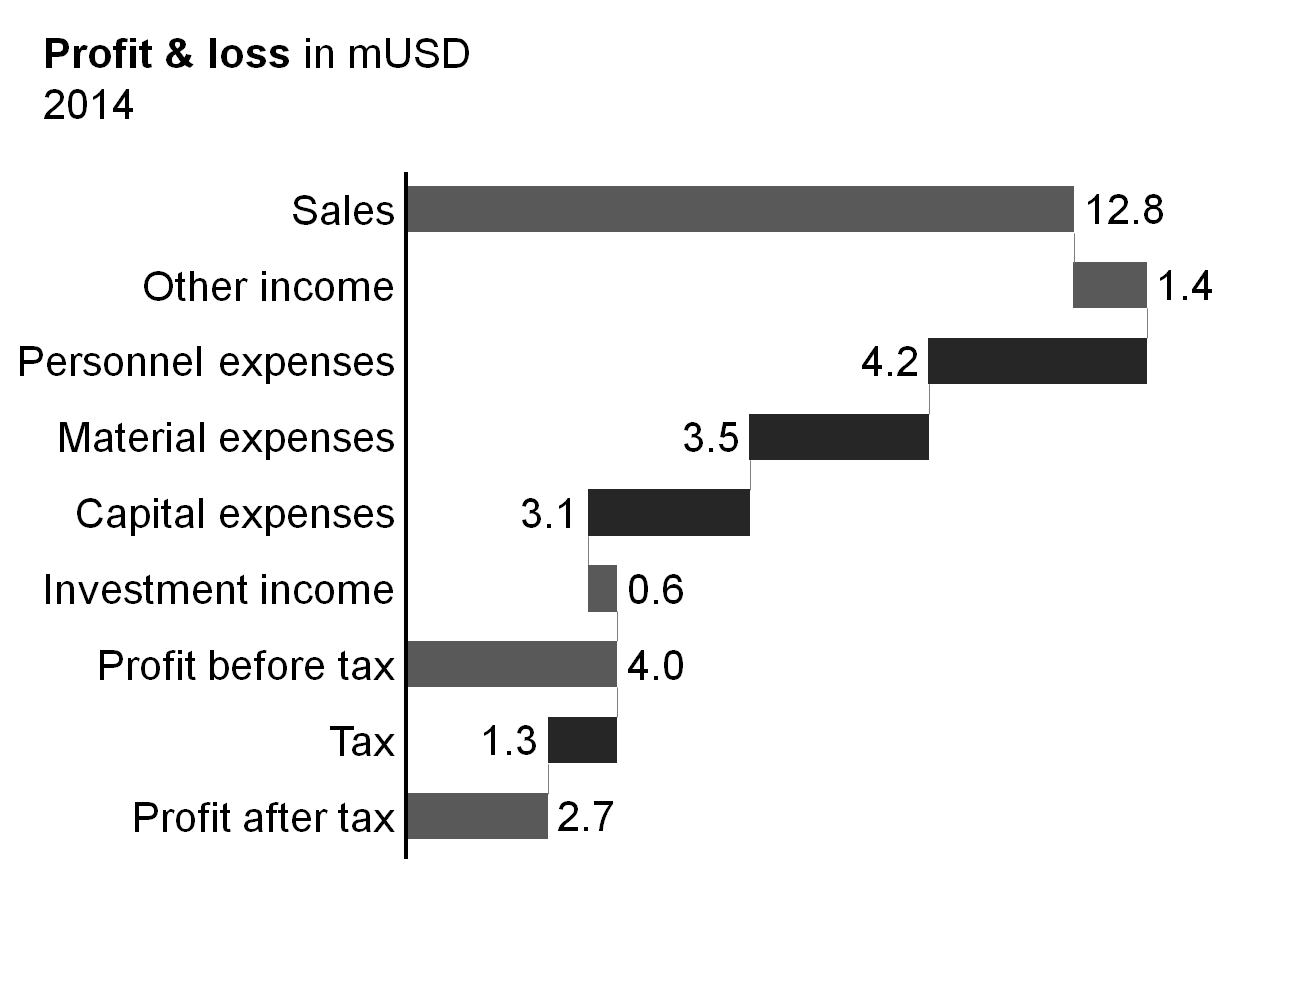 Profit & loss in mUSD
2014
Sales 12.8
Other income 1.4
Personnel expenses 4.2
Material expenses 3.5
Capital expenses 3.1
Investment income 0.6
Profit before tax 4.0
Tax 1.3
Profit after tax 2.7